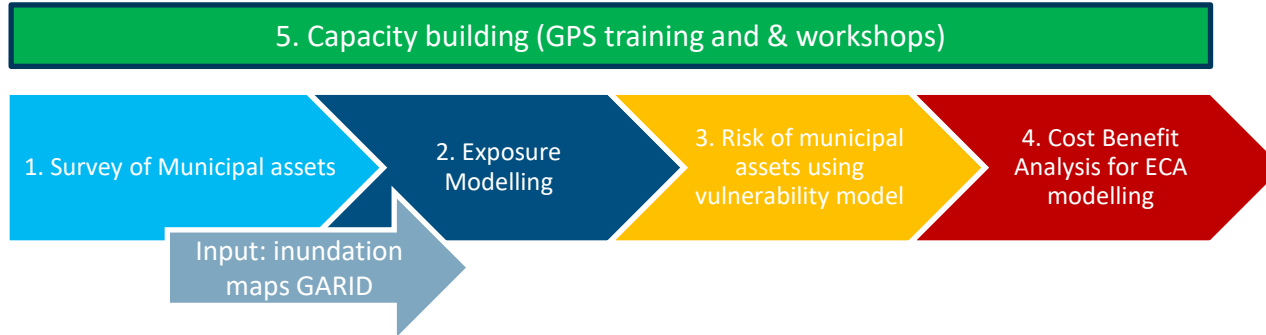 5. Capacity building (GPS training and & workshops)
1. Survey of Municipal assets
2. Exposure
Modelling
3. Risk of municipal
assets using
vulnerability model
4. Cost Benefit
Analysis for ECA
modelling
Input: inundation
maps GARID